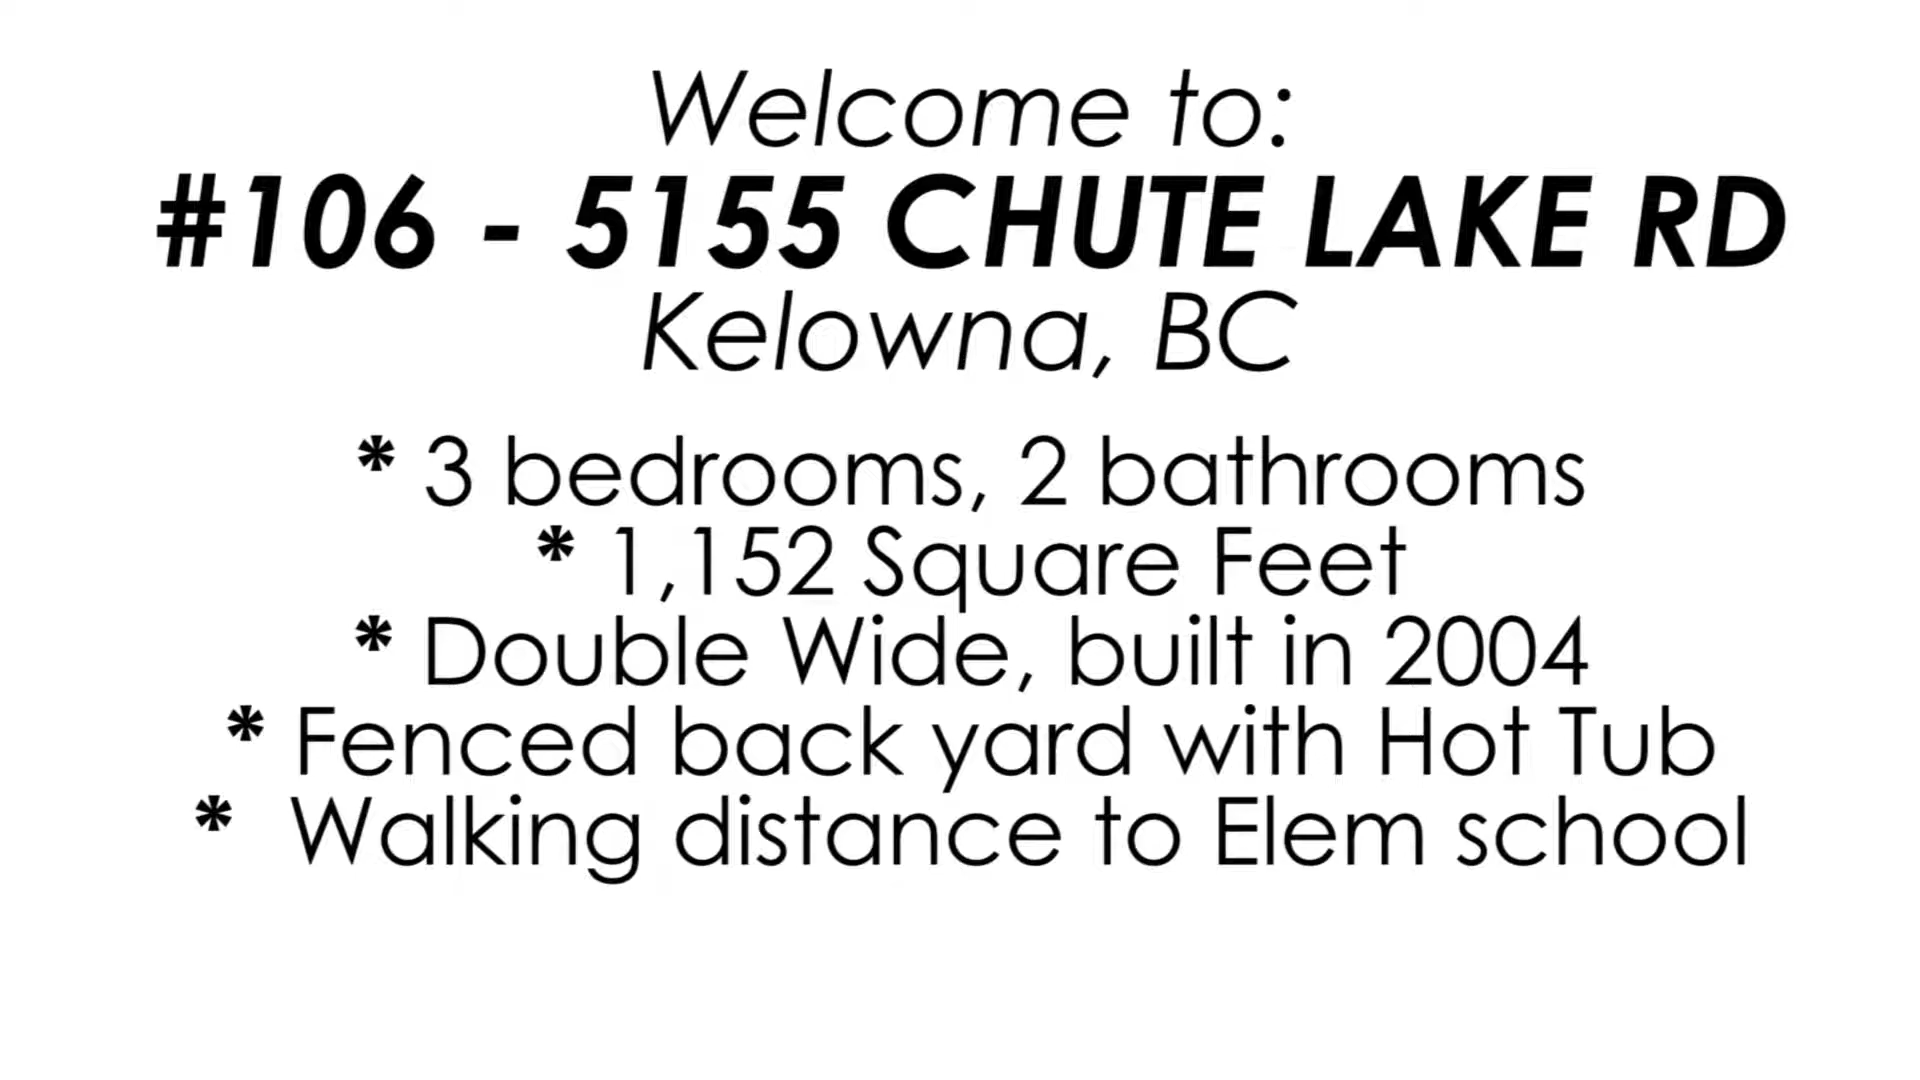 Welcome to:
#106 - 5155 CHUTE LAKE RD
Kelowna, BC
* 3 bedrooms, 2 bathrooms
* 1,152 Square Feet
* Double Wide, built in 2004
* Fenced back yard with Hot Tub
* Walking distance to Elem school